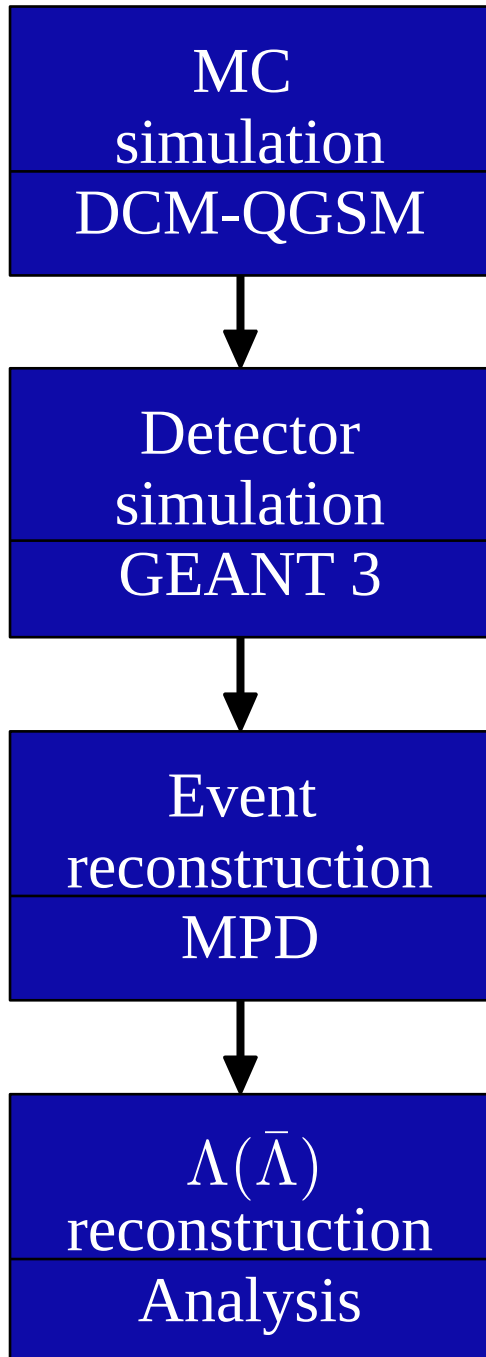 MC
simulation
DCM-QGSM
Detector
simulation
GEANT 3
Event
reconstruction
MPD
Λ(Λ̄)
reconstruction
Analysis